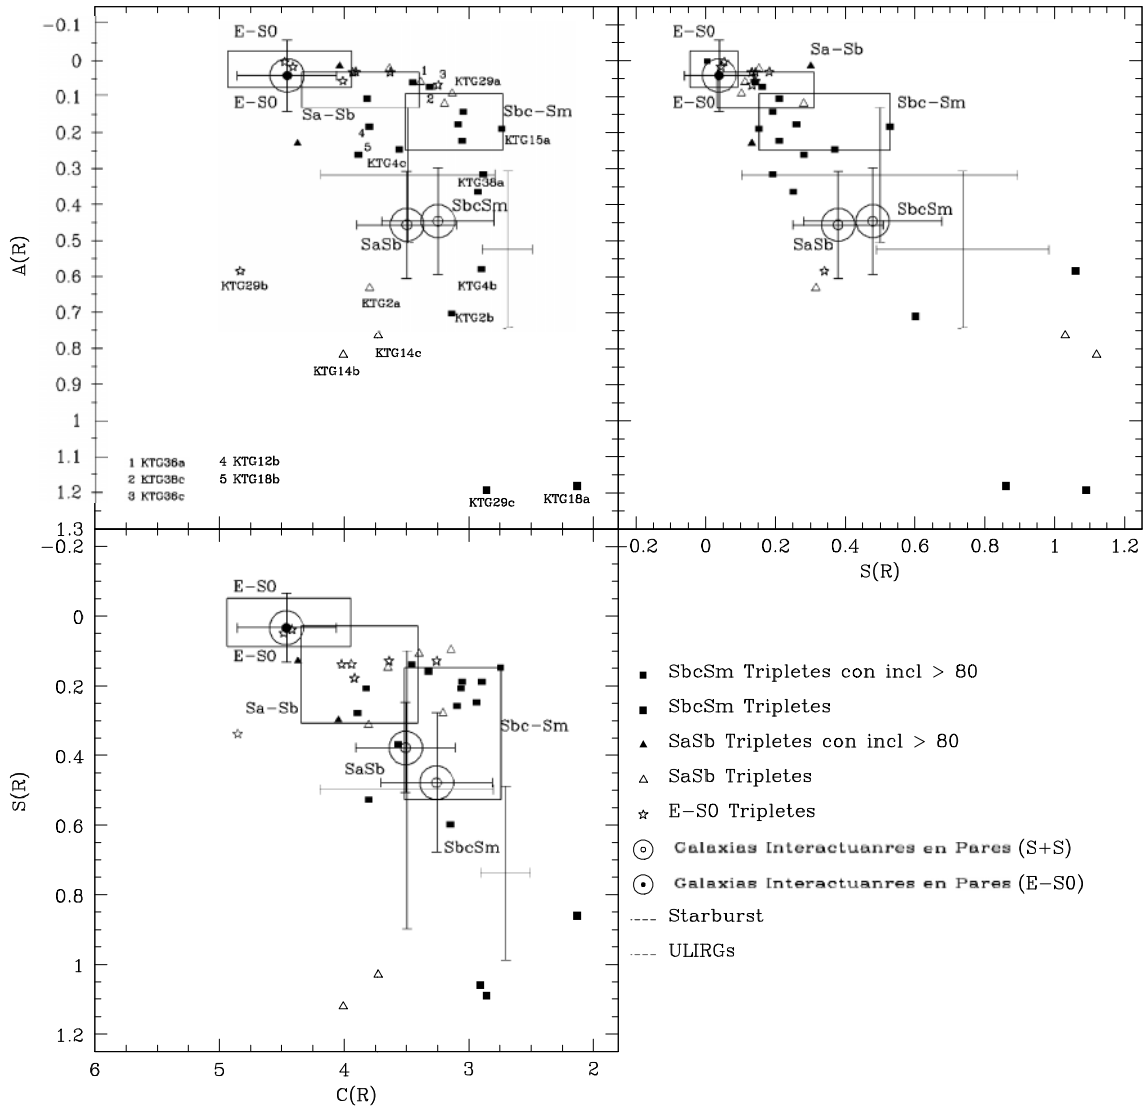 -0.1
0
0.1
0.2
0.3
0.4
0.5
0.6
0.7
0.8
0.9
1
1.1
1.2
1.3
A(R)
E-S0
E-S0
Sa-Sb
Sbc-Sm
1
3
KTG29a
2
4
5
KTG4c
KTG15a
KTG38a
SbcSm
SaSb
KTG29b
KTG2a
KTG4b
KTG2b
KTG14c
KTG14b
1 KTG36a
2 KTG38c
3 KTG36c
4 KTG12b
5 KTG18b
KTG29c
KTG18a
E-S0
E-S0
Sa-Sb
Sbc-Sm
SbcSm
SaSb
-0.2
0
0.2
0.4
0.6
0.8
1
1.2
S(R)
-0.2
0
0.2
0.4
0.6
0.8
1
1.2
S(R)
E-S0
E-S0
Sa-Sb
Sbc-Sm
SaSb
SbcSm
6
5
4
3
2
C(R)
SbcSm Tripletes con incl > 80
SbcSm Tripletes
SaSb Tripletes con incl > 80
SaSb Tripletes
E-S0 Tripletes
Galaxias Interactuanres en Pares (S+S)
Galaxias Interactuanres en Pares (E-S0)
Starburst
ULIRGs